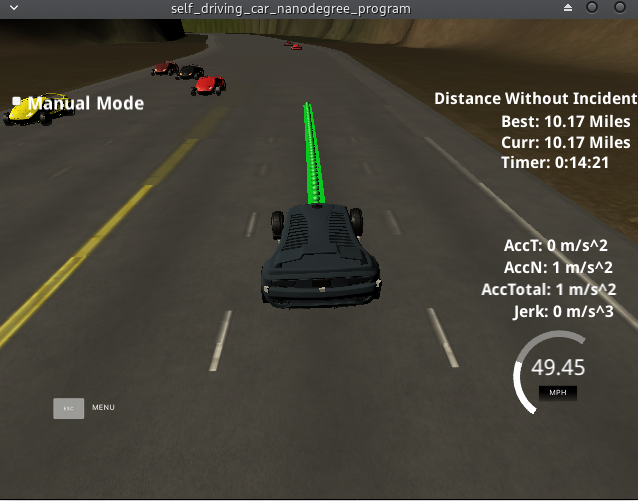 self_driving_car_nanodegree_program
Manual Mode
Distance Without Incident
Best: 10.17 Miles
Curr: 10.17 Miles
Timer: 0:14:21
AccT: 0 m/s^2
AccN: 1 m/s^2
AccTotal: 1 m/s^2
Jerk: 0 m/s^3
49.45
MPH
ESC MENU